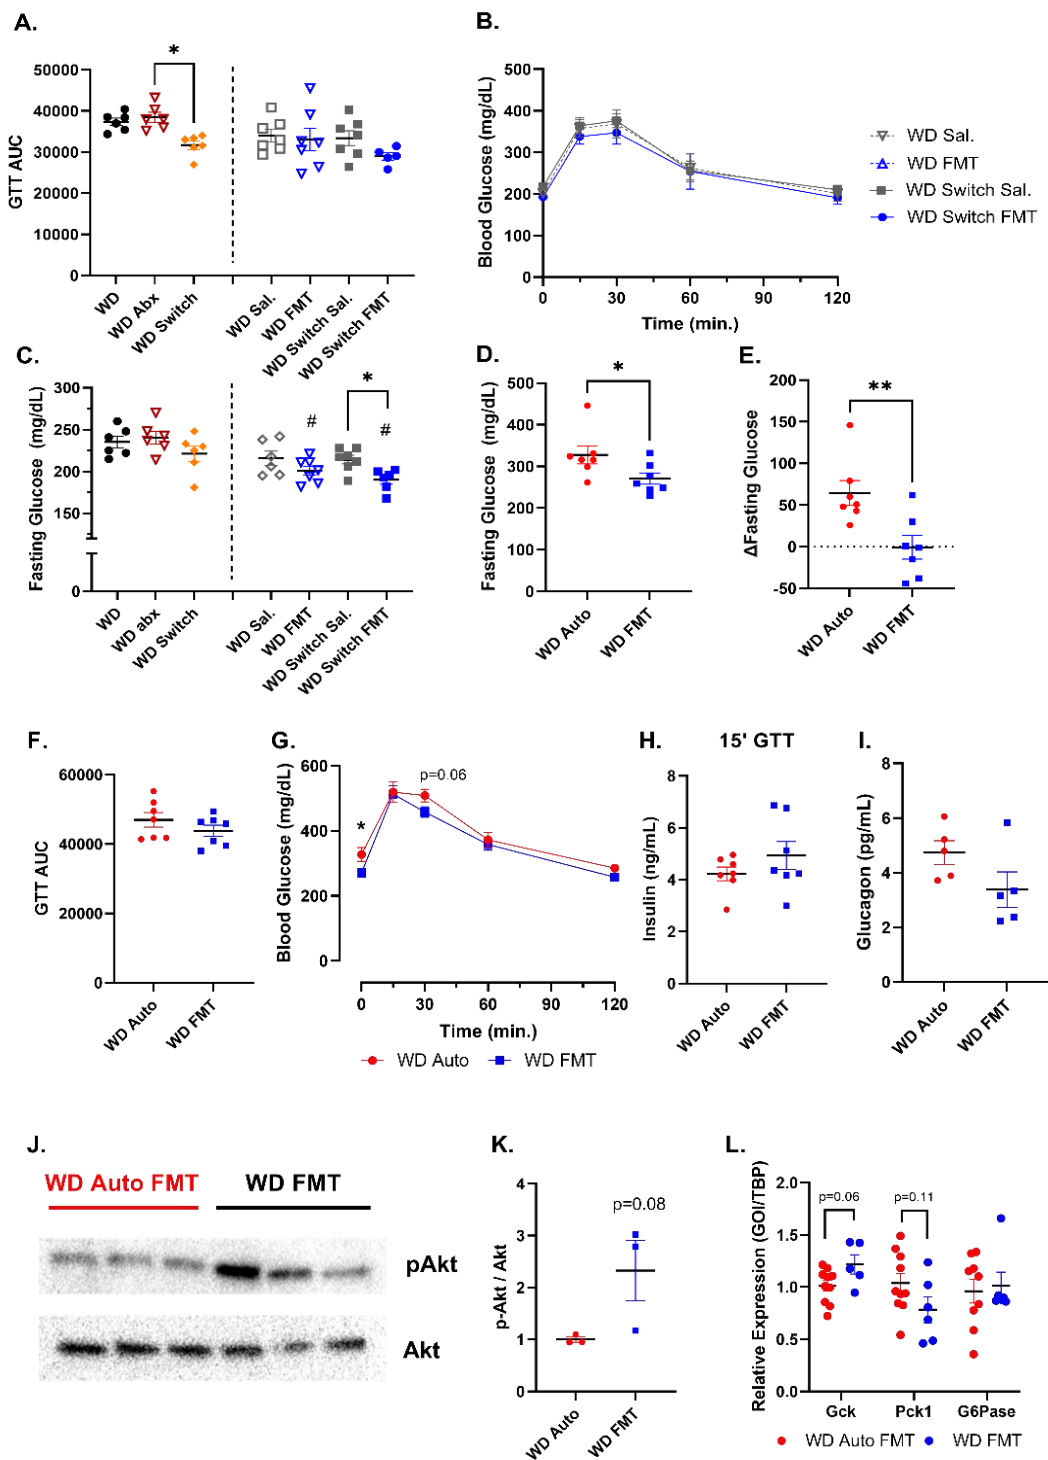 A.
GTT AUC
50000
40000
30000
20000
10000
0
*
WD
WD Abx
WD Switch
WD Sal.
WD FMT
WD Switch Sal.
WD Switch FMT
B.
Blood Glucose (mg/dL)
500
400
300
200
100
0
0 30 60 90 120
Time (min.)
WD Sal.
WD FMT
WD Switch Sal.
WD Switch FMT
C.
Fasting Glucose (mg/dL)
300
250
200
150
0
# * #
WD
WD abx
WD Switch
WD Sal.
WD FMT
WD Switch Sal.
WD Switch FMT
D.
Fasting Glucose (mg/dL)
500
400
300
200
100
0
*
WD Auto
WD FMT
E.
ΔFasting Glucose
200
150
100
50
0
-50
**
WD Auto
WD FMT
F.
GTT AUC
60000
40000
20000
0
WD Auto
WD FMT
G.
Blood Glucose (mg/dL)
600
400
200
0
*
p=0.06
0 30 60 120
Time (min.)
WD Auto WD FMT
H.
15' GTT
Insulin (ng/mL)
8
6
4
2
0
WD Auto
WD FMT
I.
Glucagon (pg/mL)
8
6
4
2
0
WD Auto
WD FMT
J.
WD Auto FMT WD FMT
pAkt
Akt
K.
p-Akt / Akt
4
3
2
1
0
p=0.08
WD Auto
WD FMT
L.
Relative Expression (GOI/TBP)
2.0
1.5
1.0
0.5
0.0
p=0.06 p=0.11
Gck Pck1 G6Pase
WD Auto FMT WD FMT